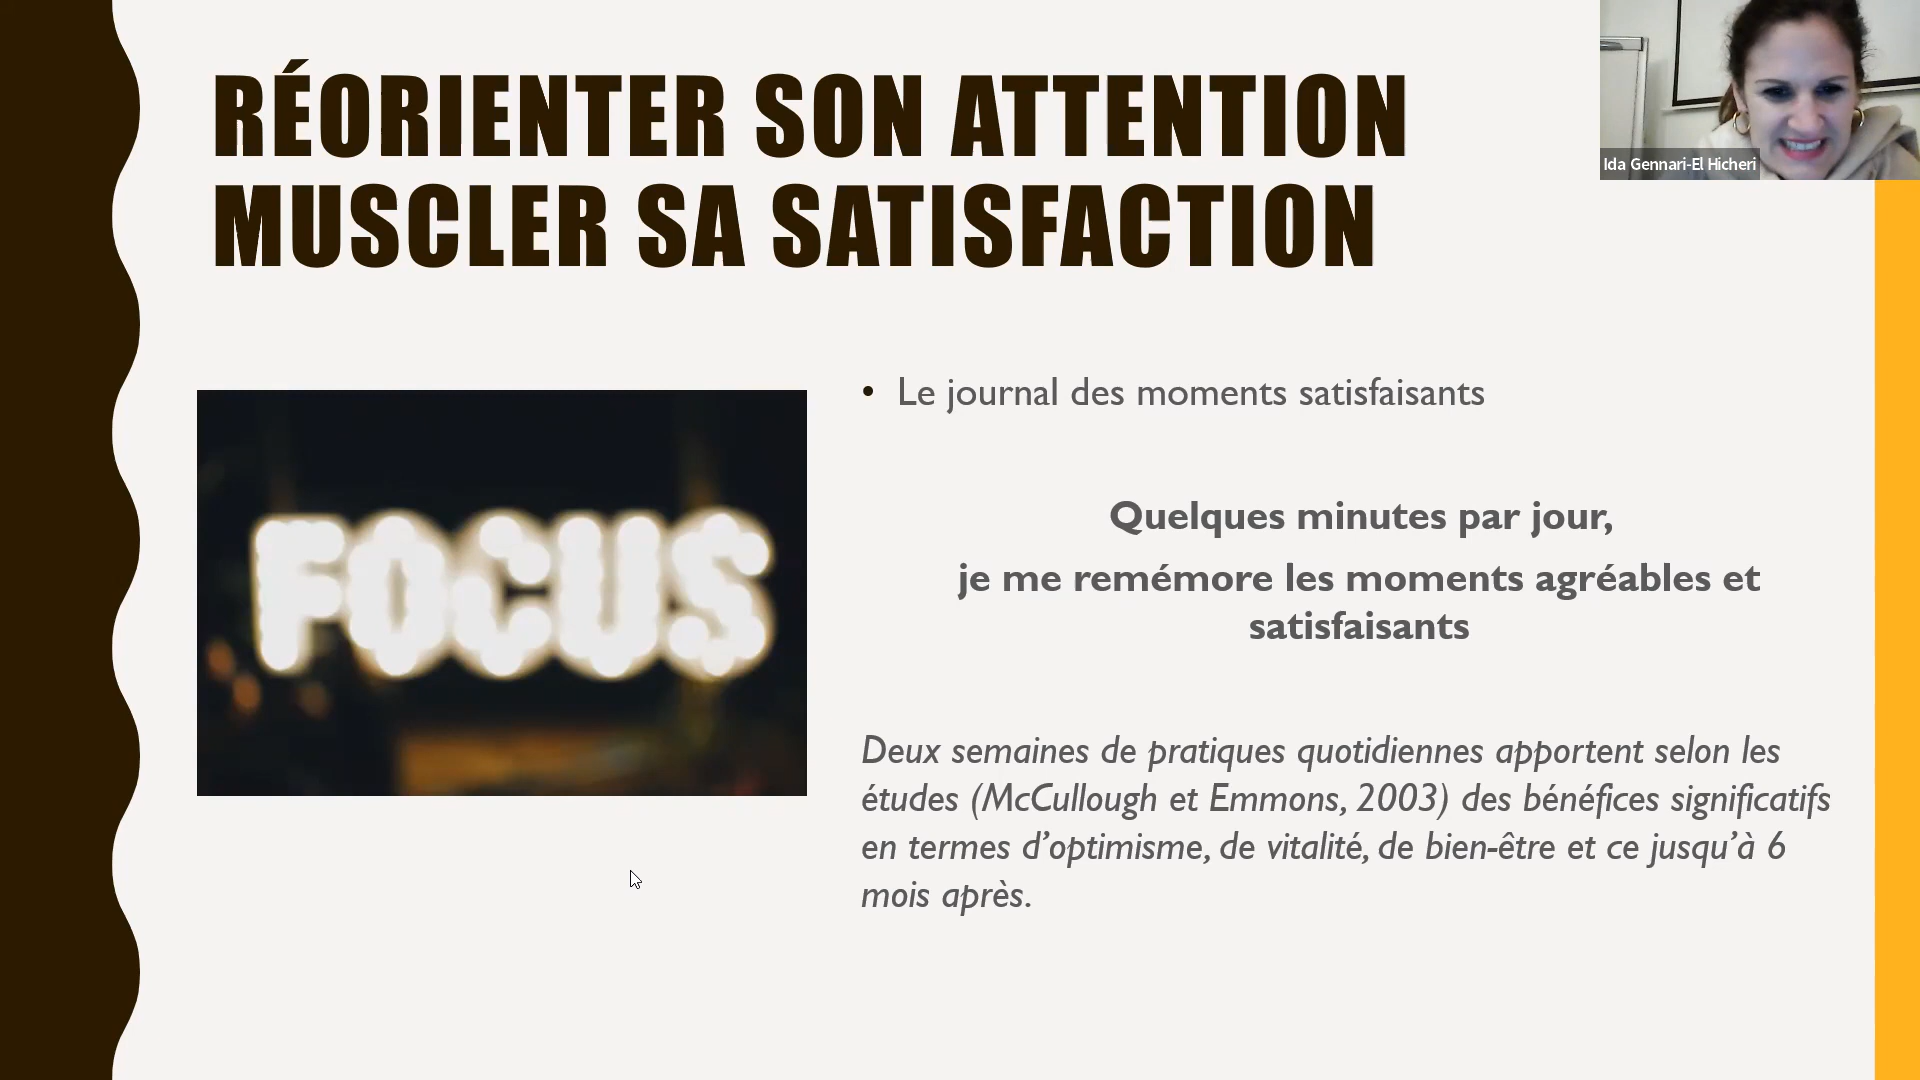 RÉORIENTER SON ATTENTION
MUSCLER SA SATISFACTION
Ida Gennari-El Hicheri
FOCUS
• Le journal des moments satisfaisants
Quelques minutes par jour,
je me remémore les moments agréables et
satisfaisants
Deux semaines de pratiques quotidiennes apportent selon les
études (McCullough et Emmons, 2003) des bénéfices significatifs
en termes d’optimisme, de vitalité, de bien-être et ce jusqu’à 6
mois après.